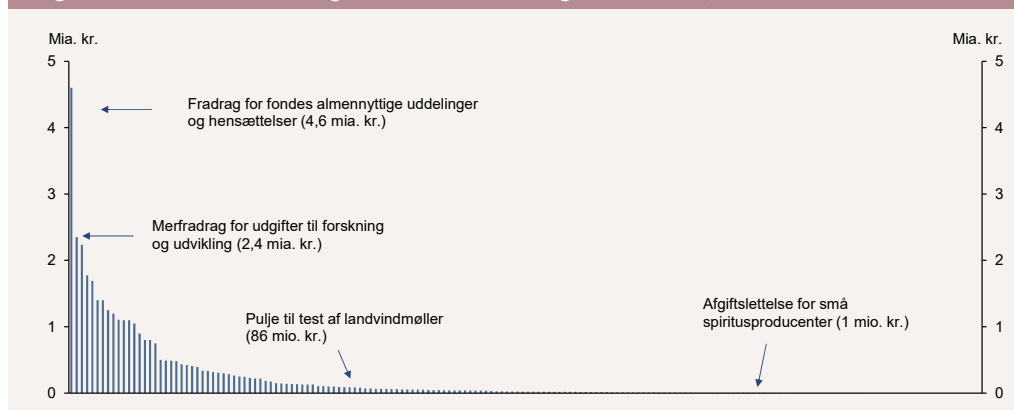 Mia. kr.
Mia. kr.
5
5
Fradrag for fondes almennyttige uddelinger
og hensættelser (4,6 mia. kr.)
4
4
3
3
Merfradrag for udgifter til forskning
og udvikling (2,4 mia. kr.)
2
2
Afgiftslettelse for små
spiritusproducenter (1 mio. kr.)
Pulje til test af landvindmøller
(86 mio. kr.)
1
1
0
0